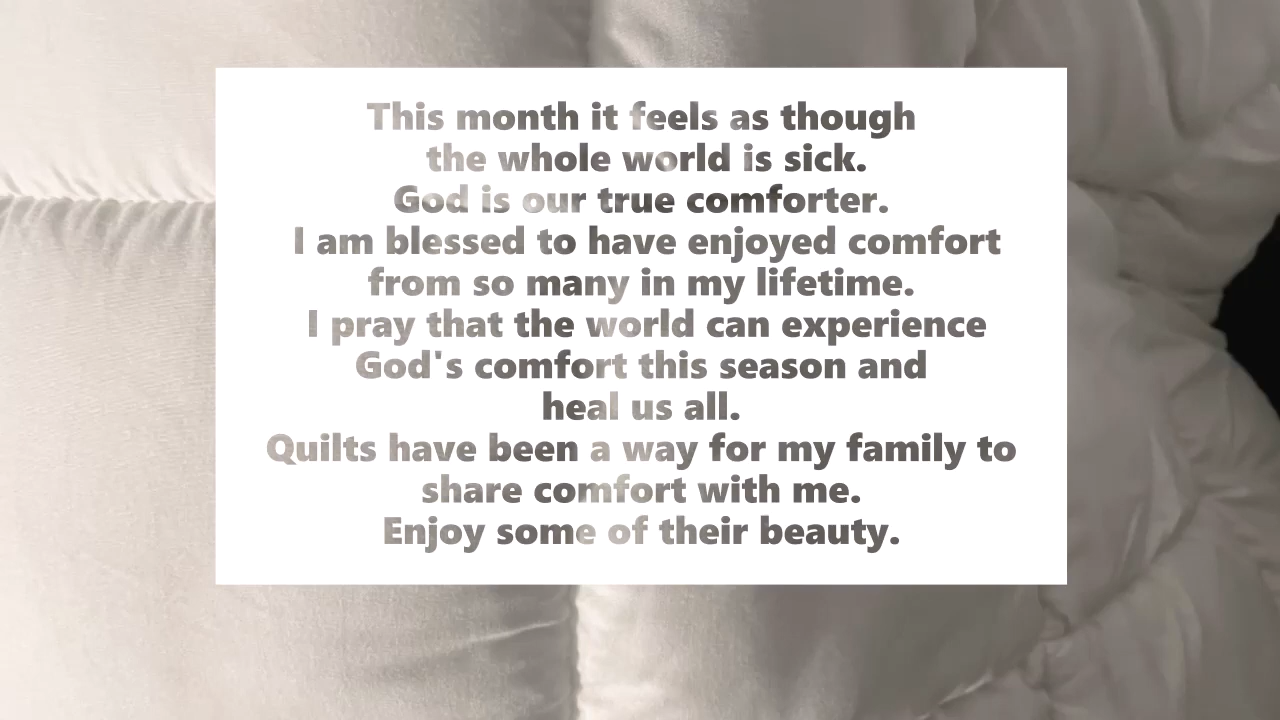 This month it feels as though
the whole world is sick.
God is our true comforter.
I am blessed to have enjoyed comfort
from so many in my lifetime.
I pray that the world can experience
God's comfort this season and
heal us all.
Quilts have been a way for my family to
share comfort with me.
Enjoy some of their beauty.